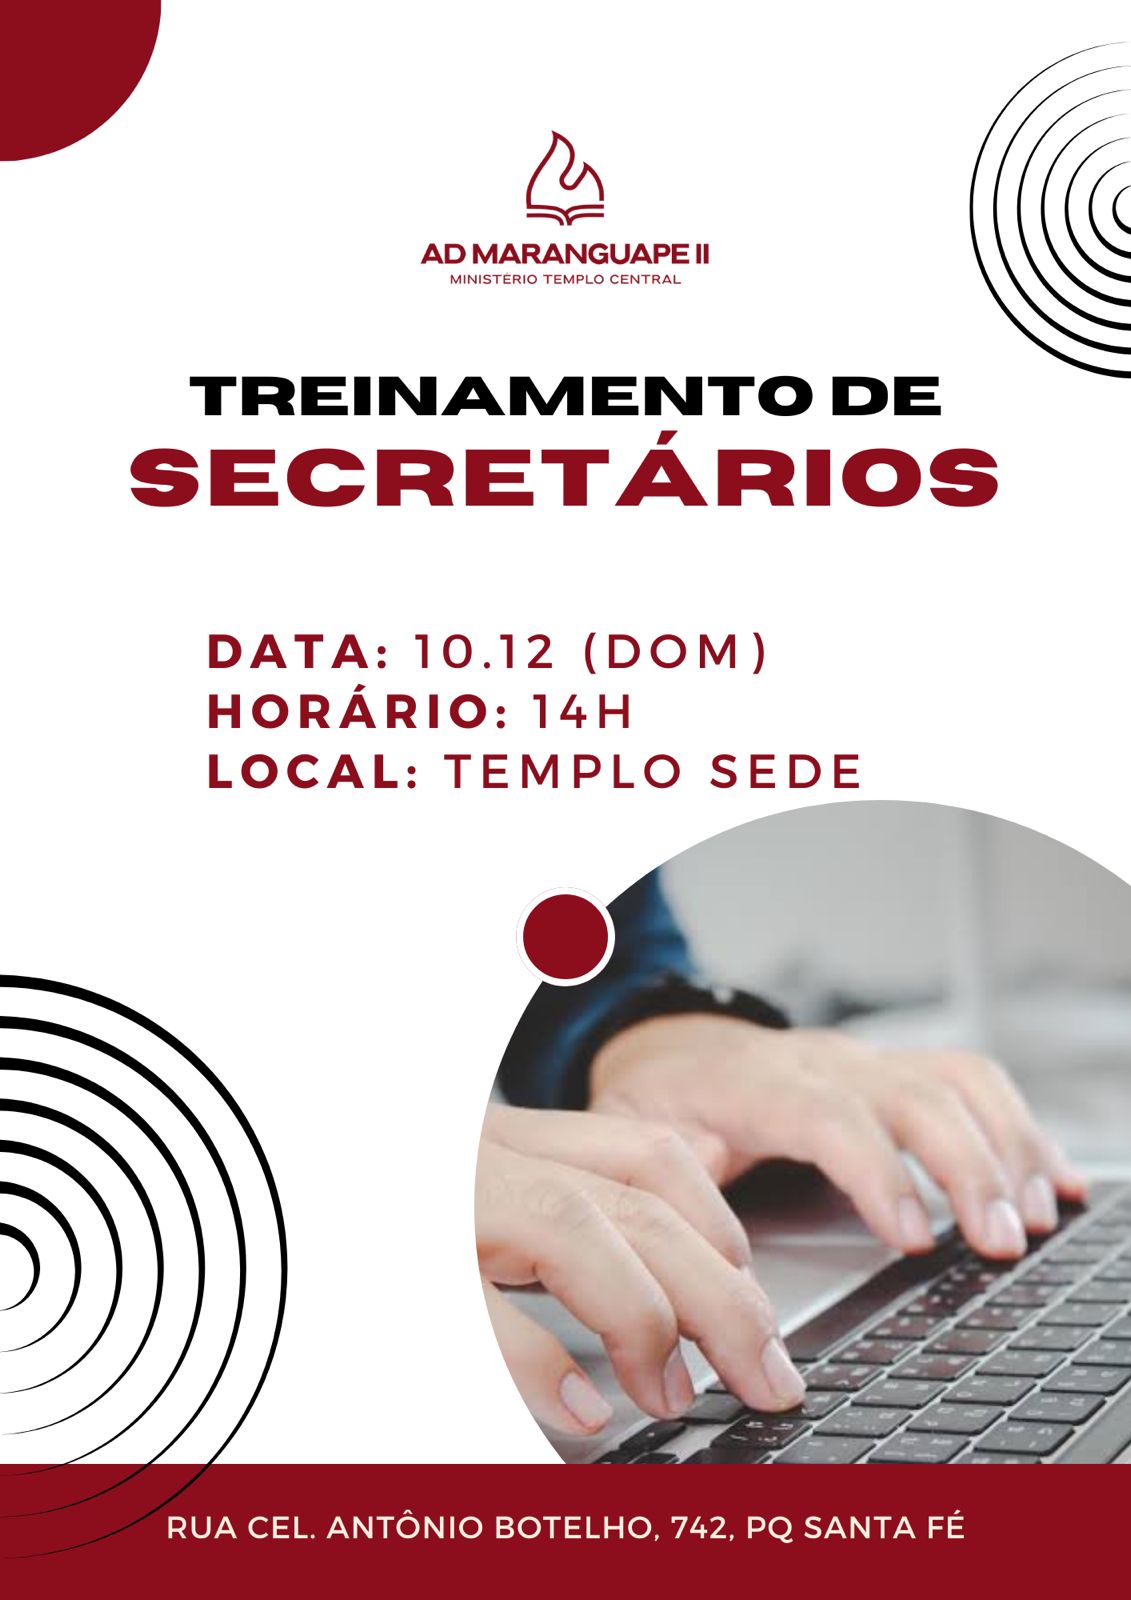 AD MARANGUAPE II
MINISTÉRIO TEMPLO CENTRAL
TREINAMENTO DE
SECRETÁRIOS
DATA: 10.12 (DOM)
HORÁRIO: 14H
LOCAL: TEMPLO SEDE
RUA CEL. ANTÔNIO BOTELHO, 742, PQ SANTA FÉ